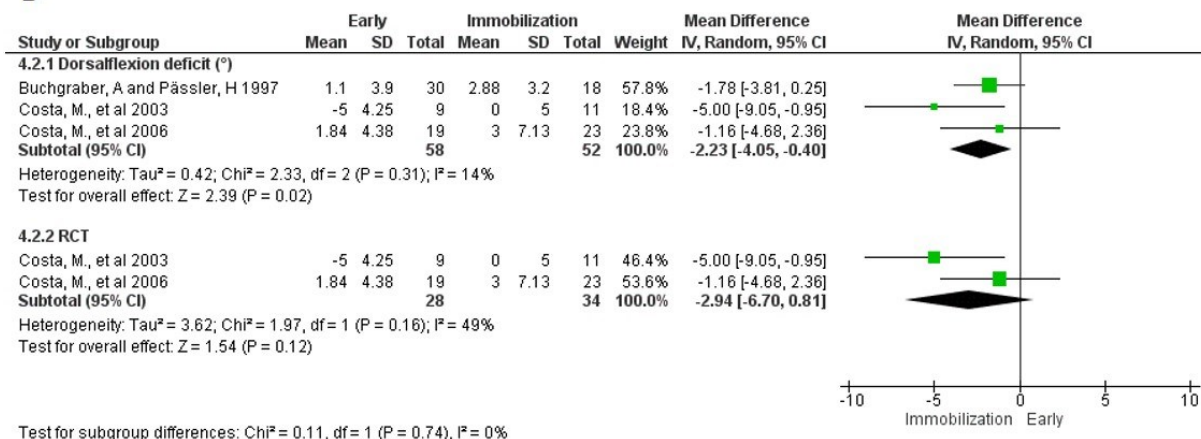 Early Immobilization Mean Difference Mean Difference
Study or Subgroup Mean SD Total Mean SD Total Weight IV, Random, 95% CI IV, Random, 95% CI
4.2.1 Dorsalflexion deficit (°)
Buchgraber, A and Pässler, H 1997 1.1 3.9 30 2.88 3.2 18 57.8% -1.78 [-3.81, 0.25]
Costa, M., et al 2003 -5 4.25 9 0 5 11 18.4% -5.00 [-9.05, -0.95]
Costa, M., et al 2006 1.84 4.38 19 3 7.13 23 23.8% -1.16 [-4.68, 2.36]
Subtotal (95% CI) 58 52 100.0% -2.23 [-4.05, -0.40]
Heterogeneity: Tau² = 0.42; Chi² = 2.33, df = 2 (P = 0.31); I² = 14%
Test for overall effect: Z = 2.39 (P = 0.02)
4.2.2 RCT
Costa, M., et al 2003 -5 4.25 9 0 5 11 46.4% -5.00 [-9.05, -0.95]
Costa, M., et al 2006 1.84 4.38 19 3 7.13 23 53.6% -1.16 [-4.68, 2.36]
Subtotal (95% CI) 28 34 100.0% -2.94 [-6.70, 0.81]
Heterogeneity: Tau² = 3.62; Chi² = 1.97, df = 1 (P = 0.16); I² = 49%
Test for overall effect: Z = 1.54 (P = 0.12)
-10 -5 0 5 10
Immobilization Early
Test for subgroup differences: Chi² = 0.11, df = 1 (P = 0.74), I² = 0%